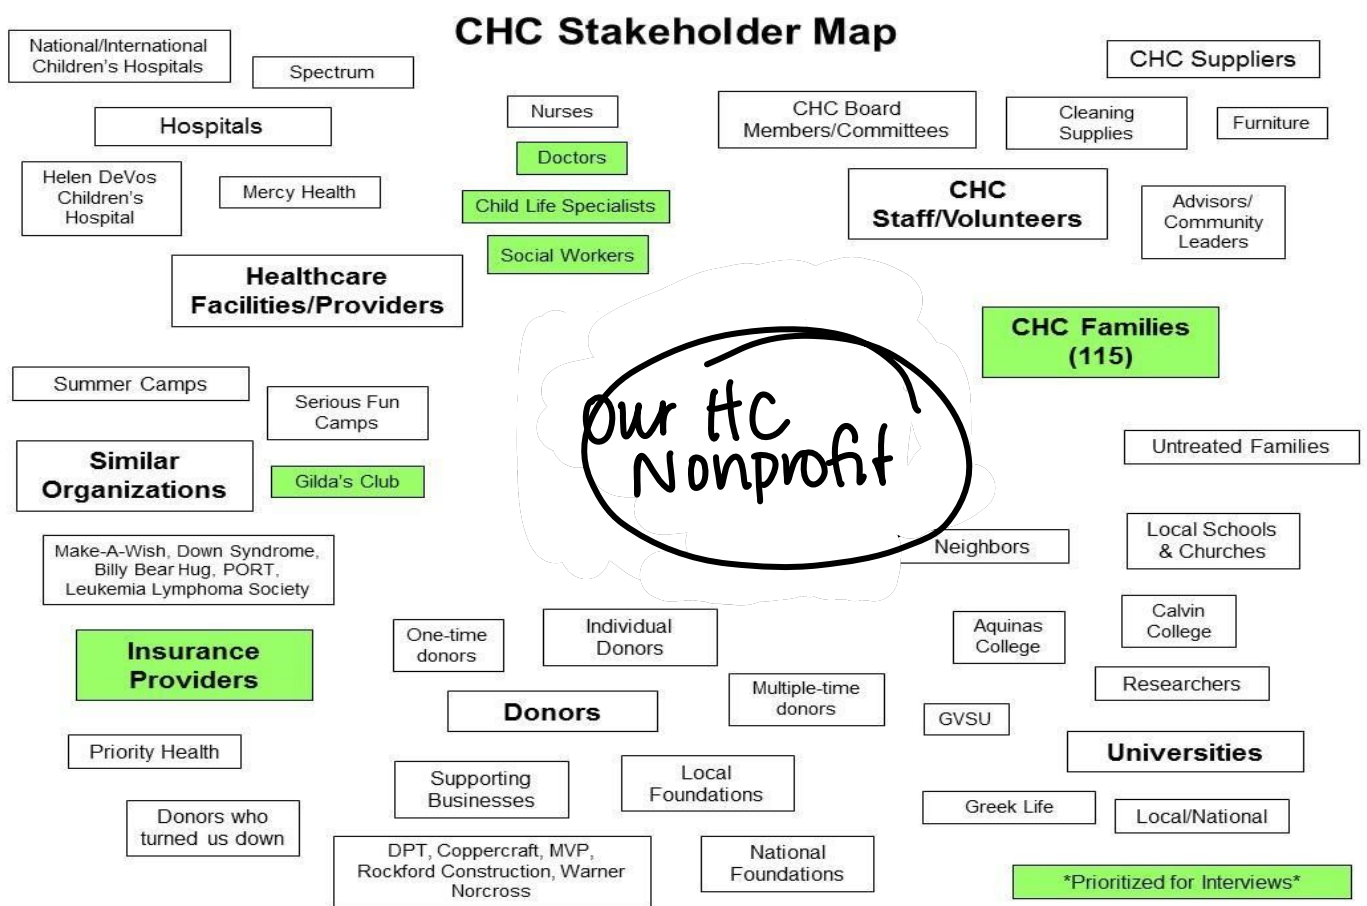 CHC Stakeholder Map
National/International
Children's Hospitals
Spectrum
Hospitals
Helen DeVos
Children's
Hospital
Mercy Health
Healthcare
Facilities/Providers
Nurses
Doctors
Child Life Specialists
Social Workers
CHC Board
Members/Committees
CHC Suppliers
Cleaning
Supplies
Furniture
CHC
Staff/Volunteers
Advisors/
Community
Leaders
CHC Families
(115)
Untreated Families
Neighbors
Local Schools
& Churches
our HC
Nonprofit
Summer Camps
Serious Fun
Camps
Similar
Organizations
Gilda's Club
Make-A-Wish, Down Syndrome,
Billy Bear Hug, PORT,
Leukemia Lymphoma Society
Insurance
Providers
Priority Health
Donors who
turned us down
One-time
donors
Individual
Donors
Donors
Multiple-time
donors
Supporting
Businesses
Local
Foundations
DPT, Coppercraft, MVP,
Rockford Construction, Warner
Norcross
National
Foundations
Aquinas
College
Calvin
College
Researchers
GVSU
Universities
Greek Life
Local/National
*Prioritized for Interviews*